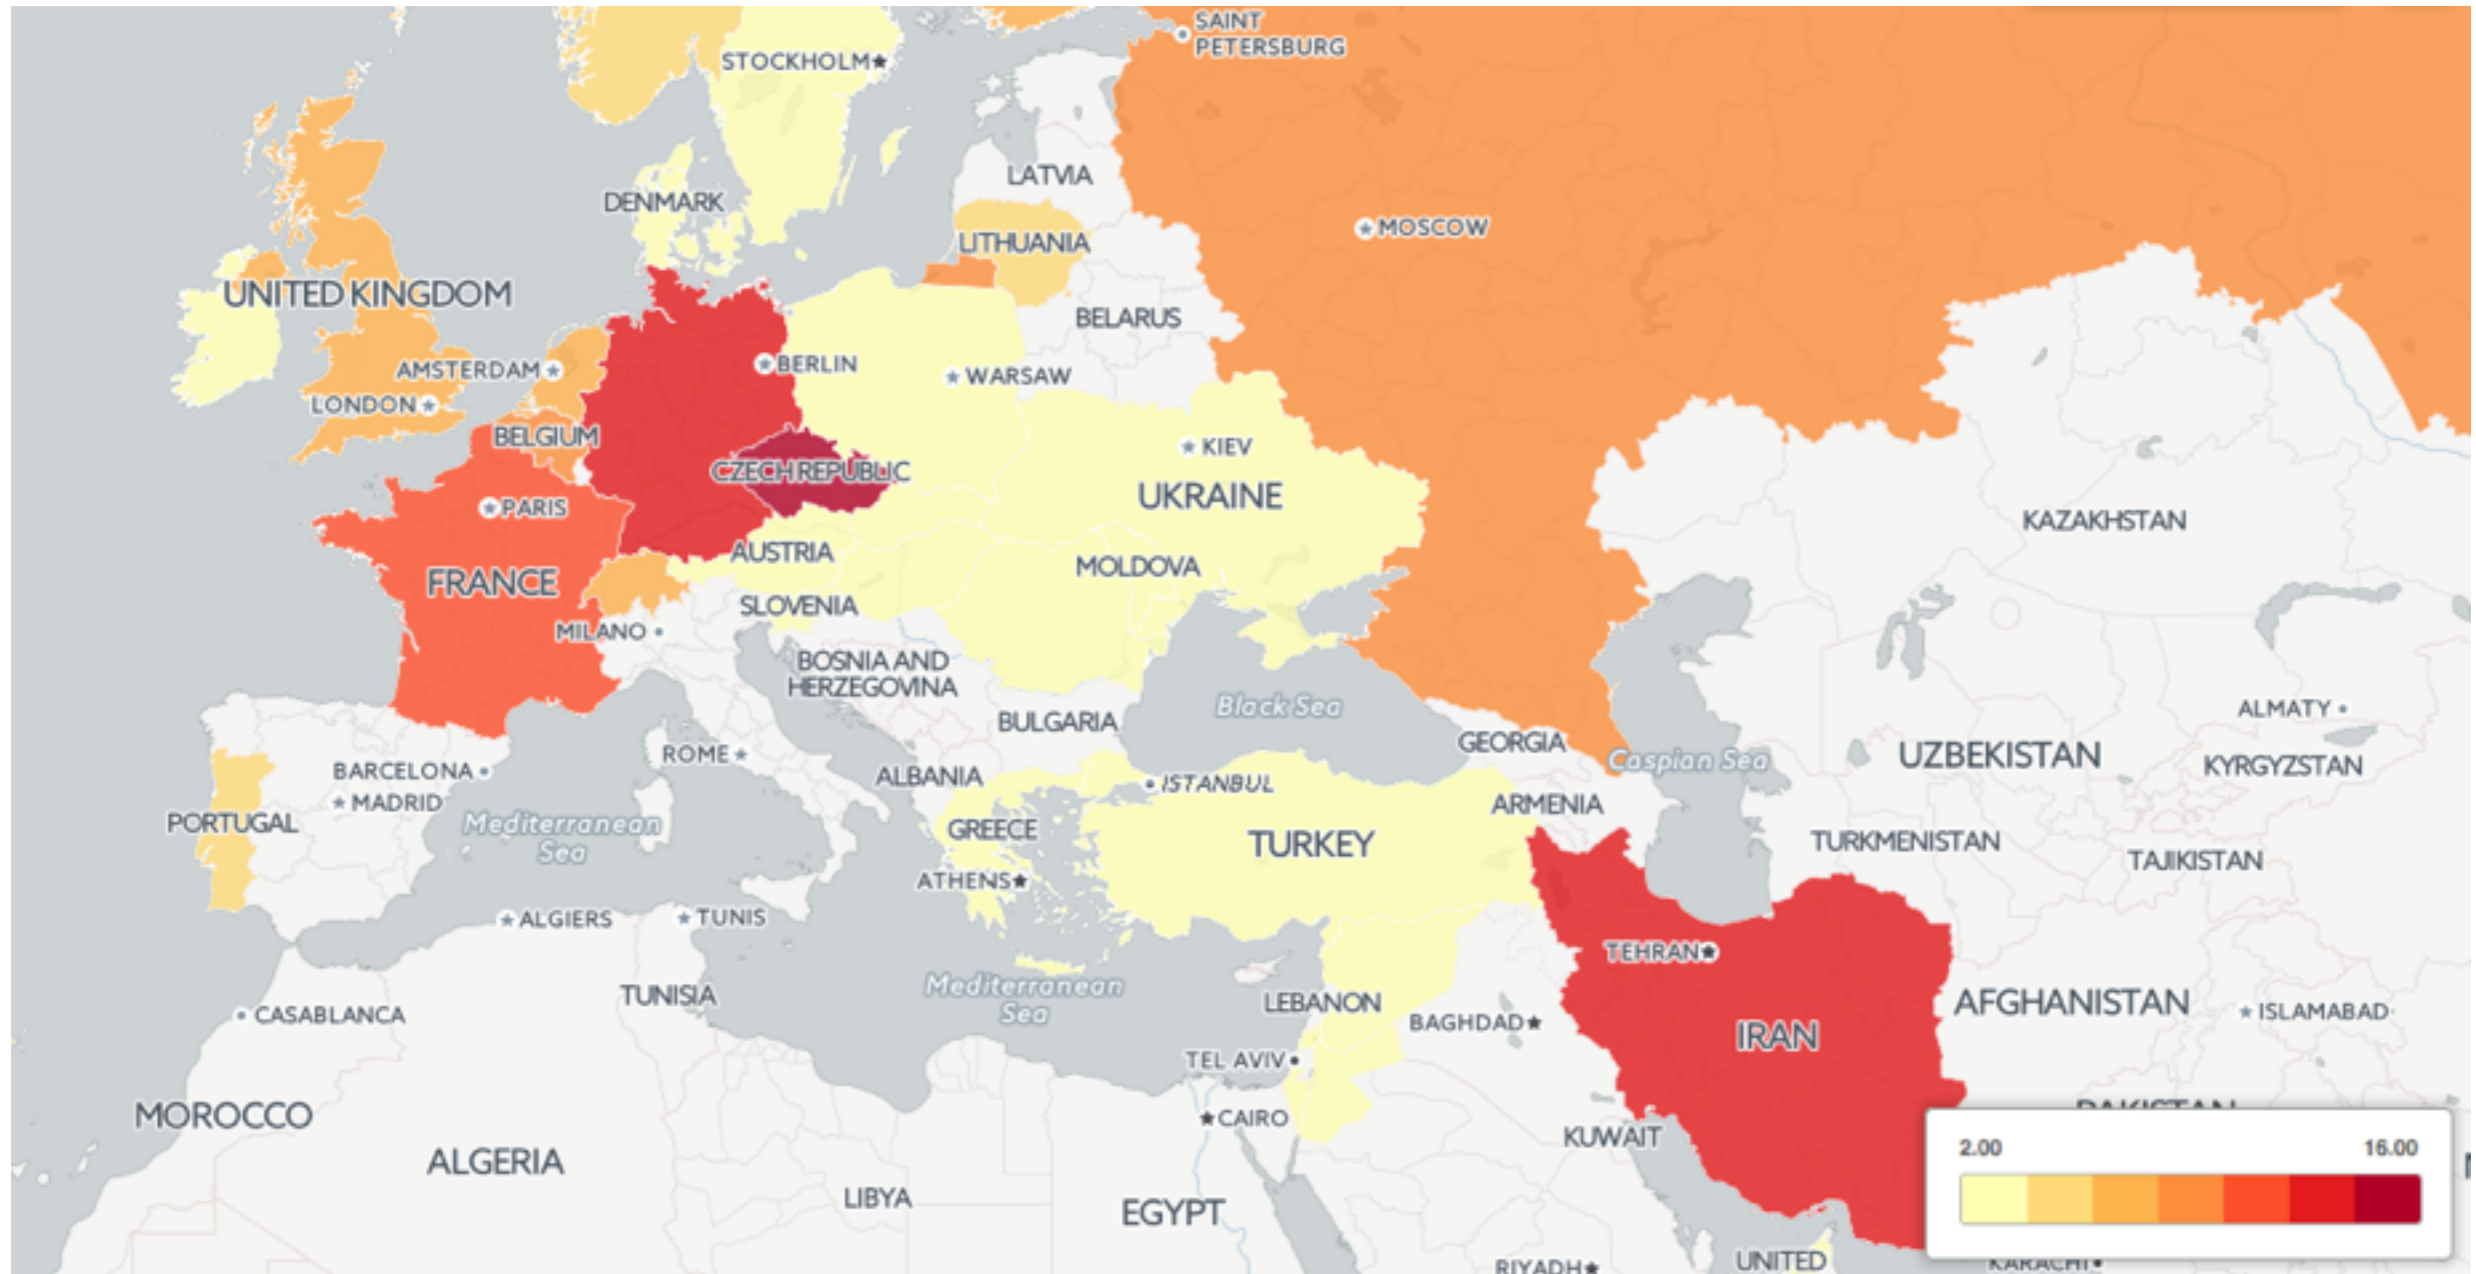 SAINT
PETERSBURG
STOCKHOLM
MOSCOW
LATVIA
DENMARK
LITHUANIA
UNITED KINGDOM
BELARUS
AMSTERDAM
BERLIN
WARSAW
LONDON
BELGIUM
KIEV
CZECH REPUBLIC
UKRAINE
PARIS
KAZAKHSTAN
AUSTRIA
MOLDOVA
FRANCE
SLOVENIA
MILANO
BOSNIA AND
HERZEGOVINA
Black Sea
ALMATY
BULGARIA
GEORGIA
ROME
Caspian Sea
UZBEKISTAN
KYRGYZSTAN
BARCELONA
ALBANIA
ISTANBUL
MADRID
ARMENIA
PORTUGAL
Mediterranean
Sea
GREECE
TURKEY
TURKMENISTAN
TAJIKISTAN
ATHENS
ALGIERS
TUNIS
TEHRAN
TUNISIA
Mediterranean
Sea
LEBANON
AFGHANISTAN
ISLAMABAD
CASABLANCA
BAGHDAD
IRAN
TEL AVIV
MOROCCO
CAIRO
PAKISTAN
KUWAIT
2.00 16.00
ALGERIA
LIBYA
EGYPT
RIYADH
UNITED
KARACHI